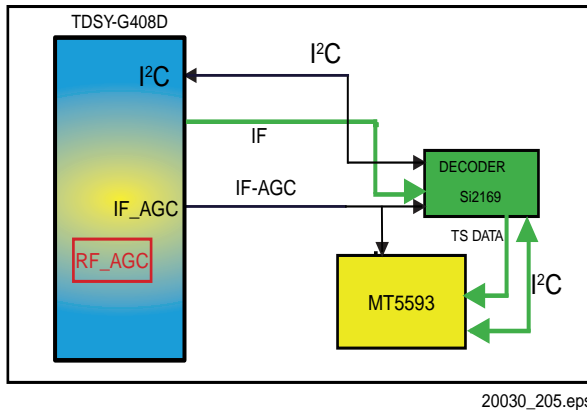 TDSY-G408D
I²C
I²C
IF
DECODER
Si2169
IF-AGC
IF_AGC
TS DATA
RF_AGC
I²C
MT5593
20030_205.eps